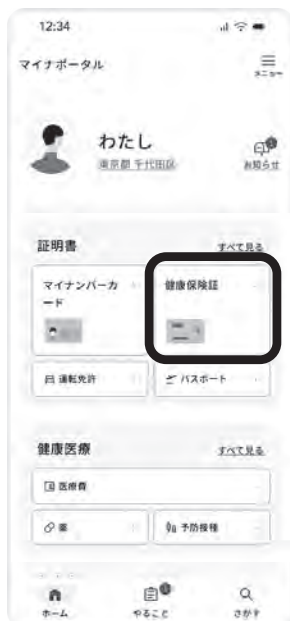 12:34
マイナポータル
メニュー
わたし
東京都 千代田区
お知らせ
証明書
すべて見る
マイナンバーカ
ード
健康保険証
運転免許
パスポート
健康医療
すべて見る
医療費
薬
予防接種
ホーム
やること
さがす